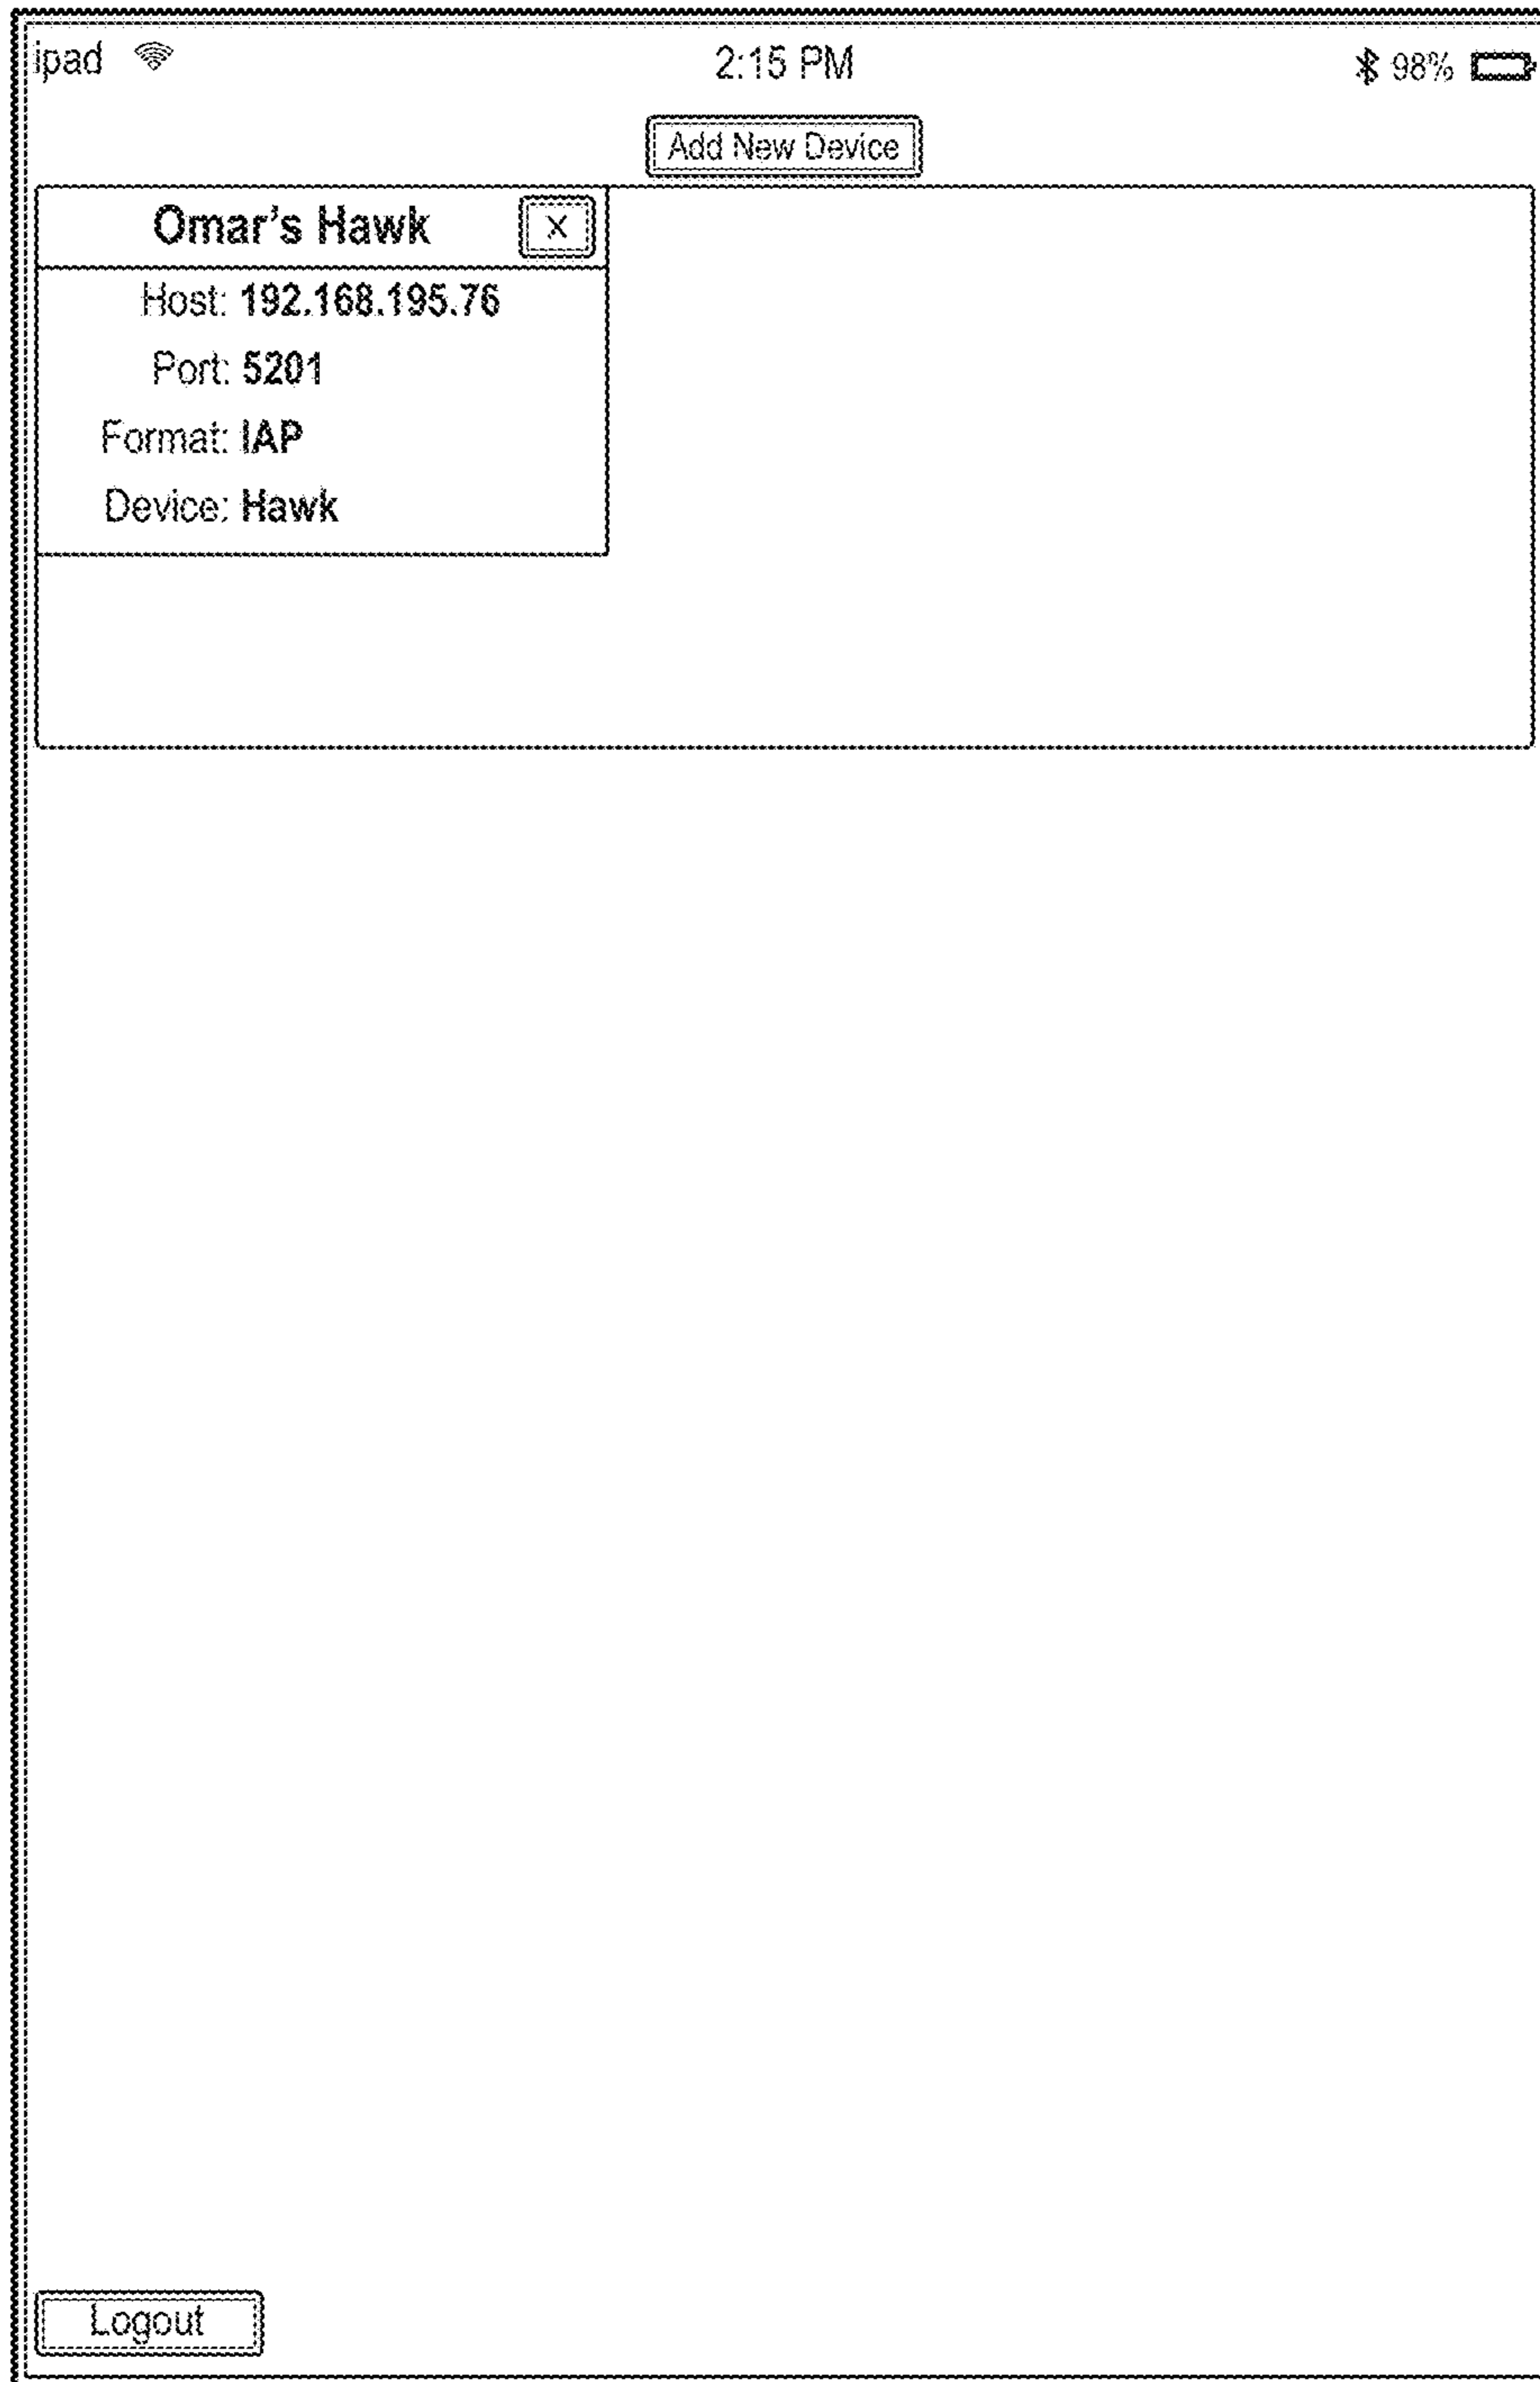 ipad 2:15 PM 98%
Add New Device
Omar's Hawk X
Host: 192.168.195.76
Port: 5201
Format: IAP
Device: Hawk
Logout